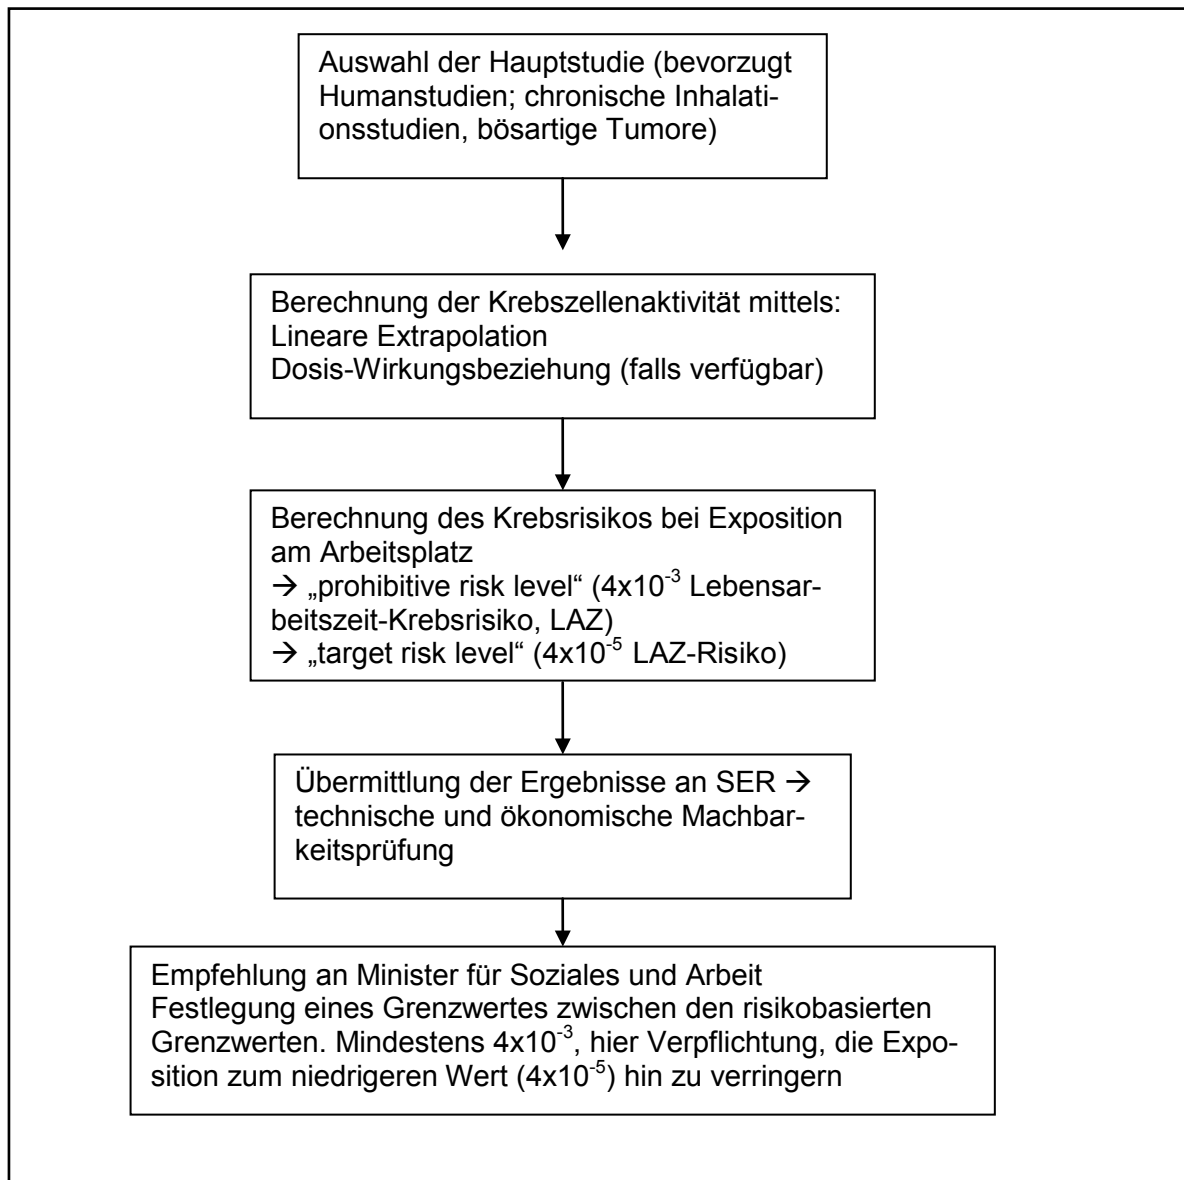 Auswahl der Hauptstudie (bevorzugt
Humanstudien; chronische Inhalati-
onsstudien, bösartige Tumore)
Berechnung der Krebszellenaktivität mittels:
Lineare Extrapolation
Dosis-Wirkungsbeziehung (falls verfügbar)
Berechnung des Krebsrisikos bei Exposition
am Arbeitsplatz
→ „prohibitive risk level“ (4x10⁻³ Lebensar-
beitszeit-Krebsrisiko, LAZ)
→ „target risk level“ (4x10⁻⁵ LAZ-Risiko)
Übermittlung der Ergebnisse an SER →
technische und ökonomische Machbar-
keitsprüfung
Empfehlung an Minister für Soziales und Arbeit
Festlegung eines Grenzwertes zwischen den risikobasierten
Grenzwerten. Mindestens 4x10⁻³, hier Verpflichtung, die Expo-
sition zum niedrigeren Wert (4x10⁻⁵) hin zu verringern